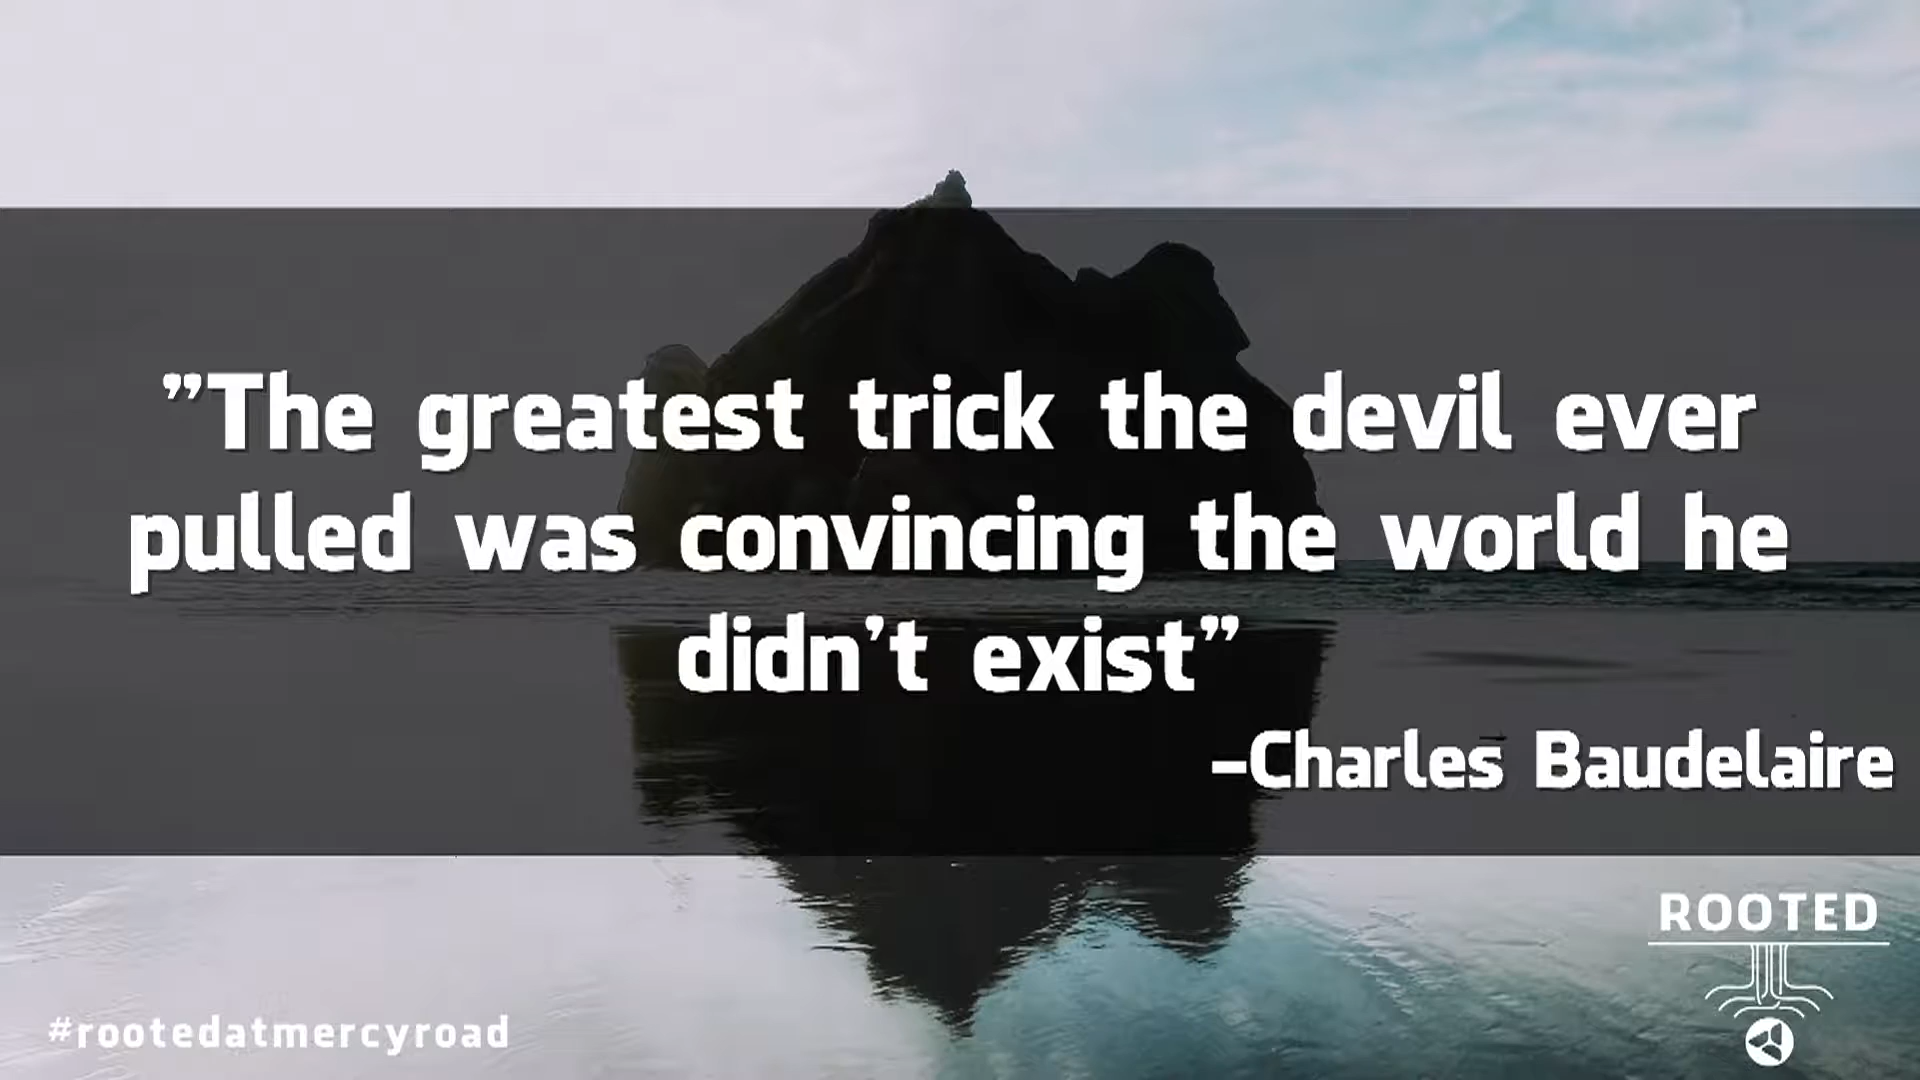 ”The greatest trick the devil ever
pulled was convincing the world he
didn’t exist”
–Charles Baudelaire
ROOTED
#rootedatmercyroad